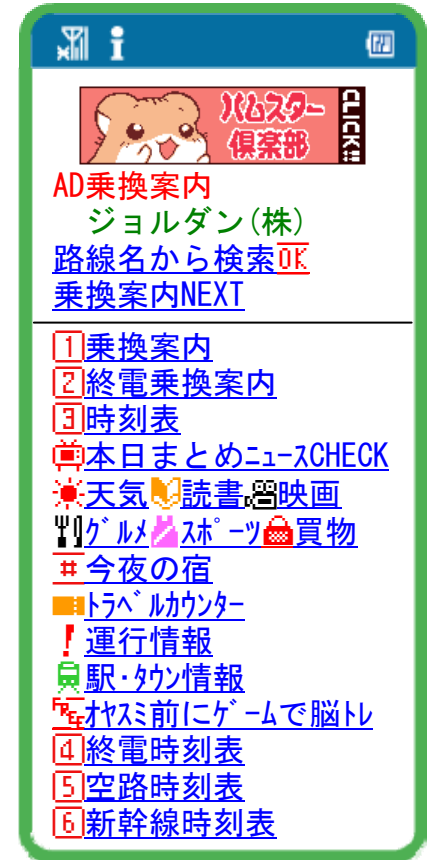 ハムスター
倶楽部
CLICK!!
AD乗換案内
ジョルダン(株)
路線名から検索OK
乗換案内NEXT
1乗換案内
2終電乗換案内
3時刻表
本日まとめﾆｭｰｽCHECK
天気読書映画
ｸﾞﾙﾒｽﾎﾟｰﾂ買物
#今夜の宿
ﾄﾗﾍﾞﾙｶｳﾝﾀｰ
!運行情報
駅・ﾀｳﾝ情報
FREEｵﾔｽﾐ前にｹﾞｰﾑで脳ﾄﾚ
4終電時刻表
5空路時刻表
6新幹線時刻表